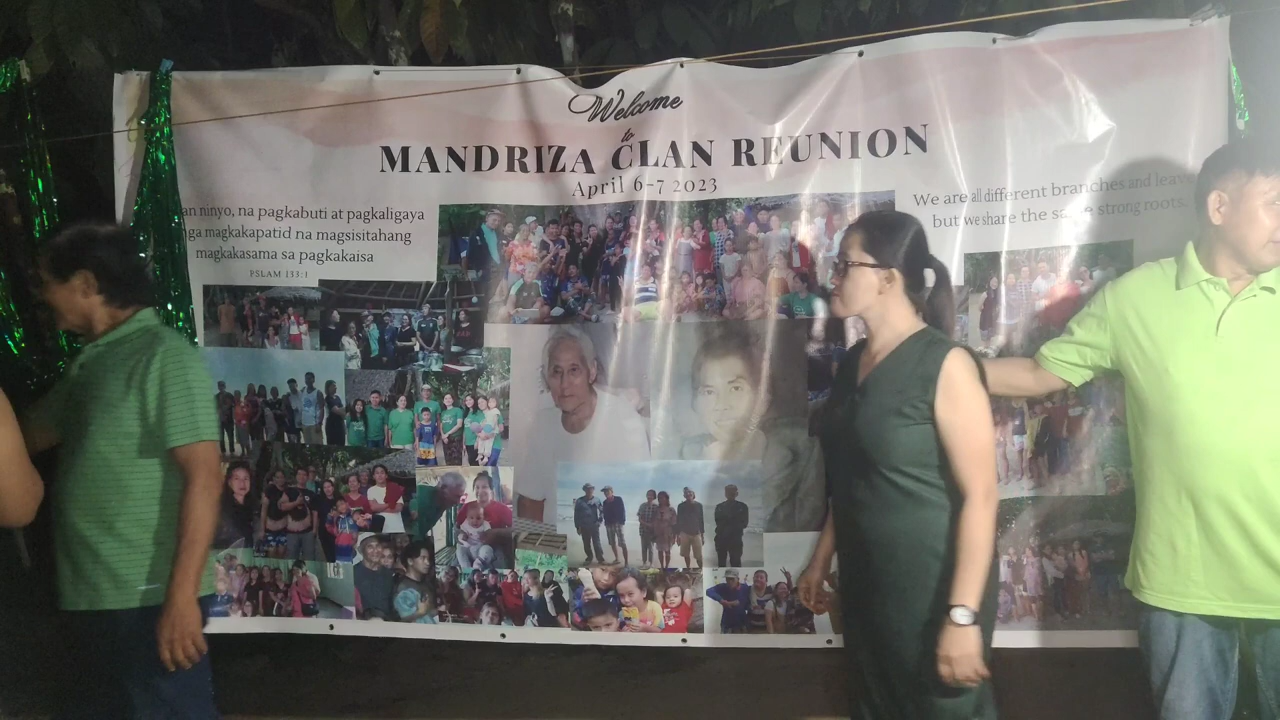 Welcome
to
MANDRIZA CLAN REUNION
April 6-7 2023
an ninyo, na pagkabuti at pagkaligaya
nga magkakapatid na magsisitahang
magkakasama sa pagkakaisa
PSLAM 133:1
We are all different branches and leav
but we share the same strong roots.